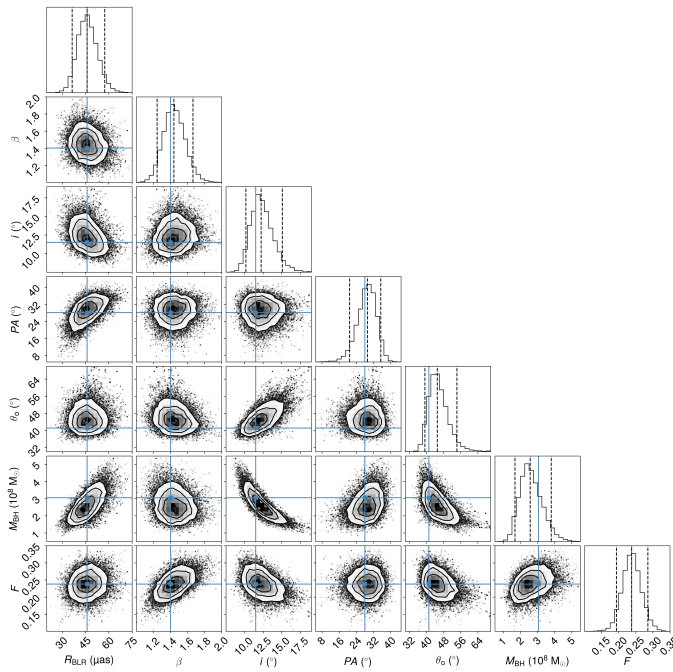 2.0
1.8
1.6
1.4
1.2
β
17.5
15.0
12.5
10.0
i (°)
40
32
24
16
8
PA (°)
64
56
48
40
32
θo (°)
5
4
3
2
1
M_BH (10⁸ M☉)
0.35
0.30
0.25
0.20
0.15
F
30 45 60 75
R_BLR (μas)
1.2 1.4 1.6 1.8 2.0
β
10.0 12.5 15.0 17.5
i (°)
8 16 24 32 40
PA (°)
32 40 48 56 64
θo (°)
1 2 3 4 5
M_BH (10⁸ M☉)
0.15 0.20 0.25 0.30 0.35